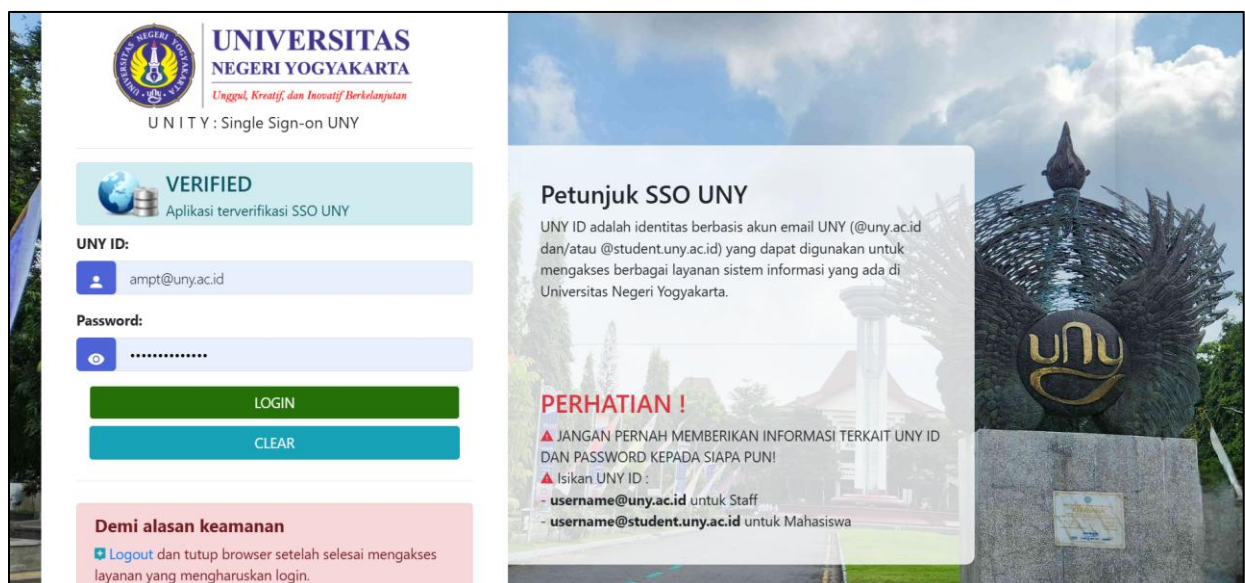 UNIVERSITAS
NEGERI YOGYAKARTA
Unggul, Kreatif, dan Inovatif Berkelanjutan
UNIVERSITAS NEGERI YOGYAKARTA
uny
U N I T Y : Single Sign-on UNY
VERIFIED
Aplikasi terverifikasi SSO UNY
UNY ID:
ampt@uny.ac.id
Password:
••••••••••••••
LOGIN
CLEAR
Demi alasan keamanan
Logout dan tutup browser setelah selesai mengakses
layanan yang mengharuskan login.
Petunjuk SSO UNY
UNY ID adalah identitas berbasis akun email UNY (@uny.ac.id
dan/atau @student.uny.ac.id) yang dapat digunakan untuk
mengakses berbagai layanan sistem informasi yang ada di
Universitas Negeri Yogyakarta.
PERHATIAN !
JANGAN PERNAH MEMBERIKAN INFORMASI TERKAIT UNY ID
DAN PASSWORD KEPADA SIAPA PUN!
Isikan UNY ID :
- username@uny.ac.id untuk Staff
- username@student.uny.ac.id untuk Mahasiswa
uny